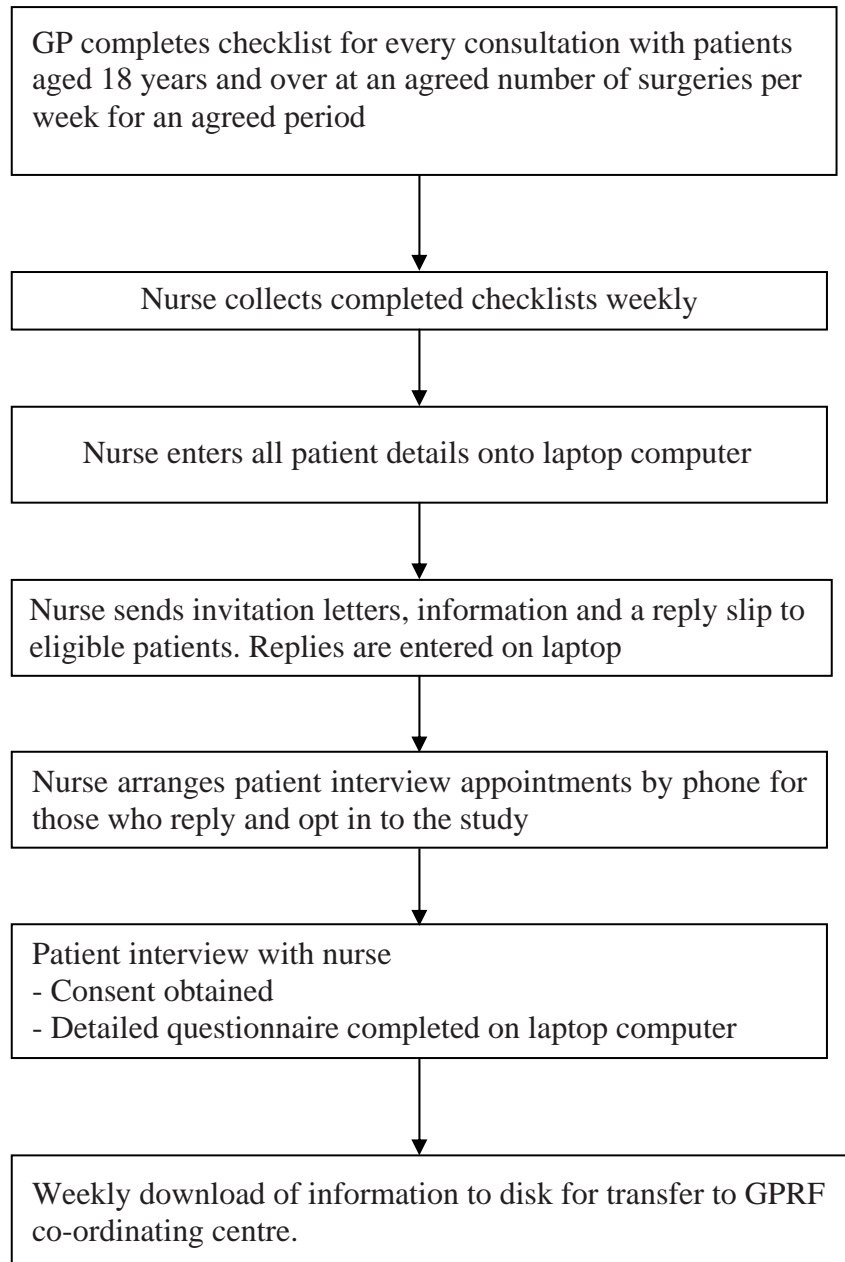 GP completes checklist for every consultation with patients
aged 18 years and over at an agreed number of surgeries per
week for an agreed period
Nurse collects completed checklists weekly
Nurse enters all patient details onto laptop computer
Nurse sends invitation letters, information and a reply slip to
eligible patients. Replies are entered on laptop
Nurse arranges patient interview appointments by phone for
those who reply and opt in to the study
Patient interview with nurse
- Consent obtained
- Detailed questionnaire completed on laptop computer
Weekly download of information to disk for transfer to GPRF
co-ordinating centre.